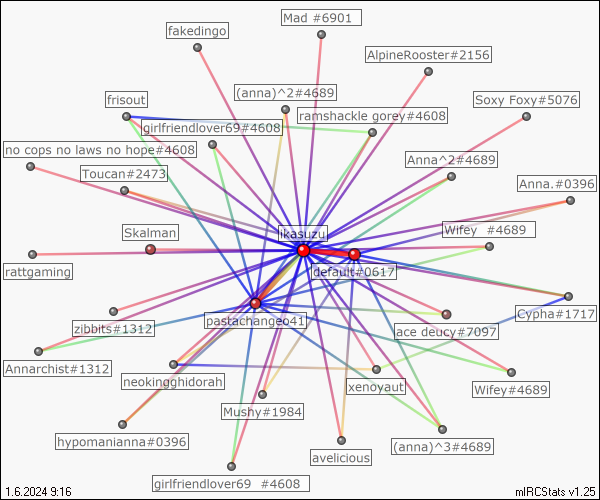 Mad #6901
fakedingo
AlpineRooster#2156
(anna)^2#4689
Soxy Foxy#5076
frisout
ramshackle gorey#4608
girlfriendlover69#4608
no cops no laws no hope#4608
Anna^2#4689
Toucan#2473
Anna.#0396
Skalman
likasuzu
Wifey  #4689
rattgaming
default#0617
pastachangeo41
Cypha#1717
zibbits#1312
ace deucy#7097
Annarchist#1312
neokingghidorah
xenoyaut
Wifey#4689
Mushy#1984
hypomanianna#0396
avelicious
(anna)^3#4689
girlfriendlover69  #4608
1.6.2024 9:16
mIRCStats v1.25